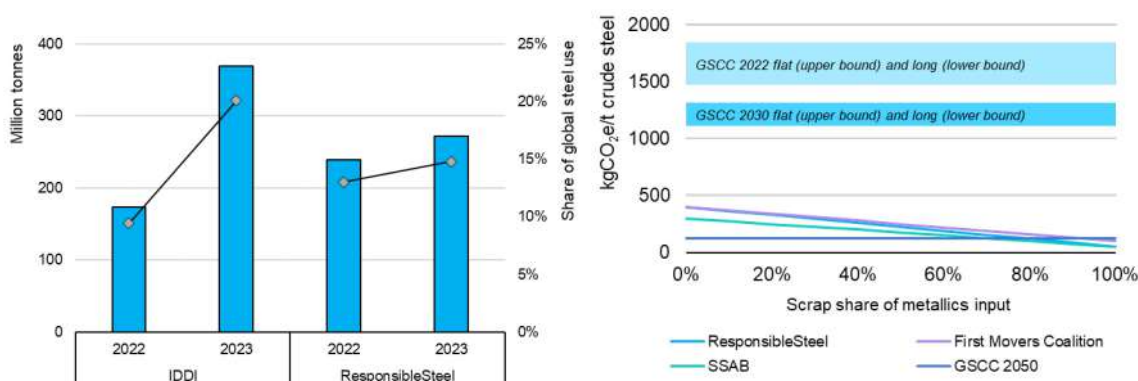 Million tonnes
400
300
200
100
0
25%
20%
15%
10%
5%
0%
Share of global steel use
2022 2023 2022 2023
IDDI ResponsibleSteel
kgCO₂e/t crude steel
2000
1500
1000
500
0
GSCC 2022 flat (upper bound) and long (lower bound)
GSCC 2030 flat (upper bound) and long (lower bound)
0% 20% 40% 60% 80% 100%
Scrap share of metallics input
ResponsibleSteel First Movers Coalition
SSAB GSCC 2050